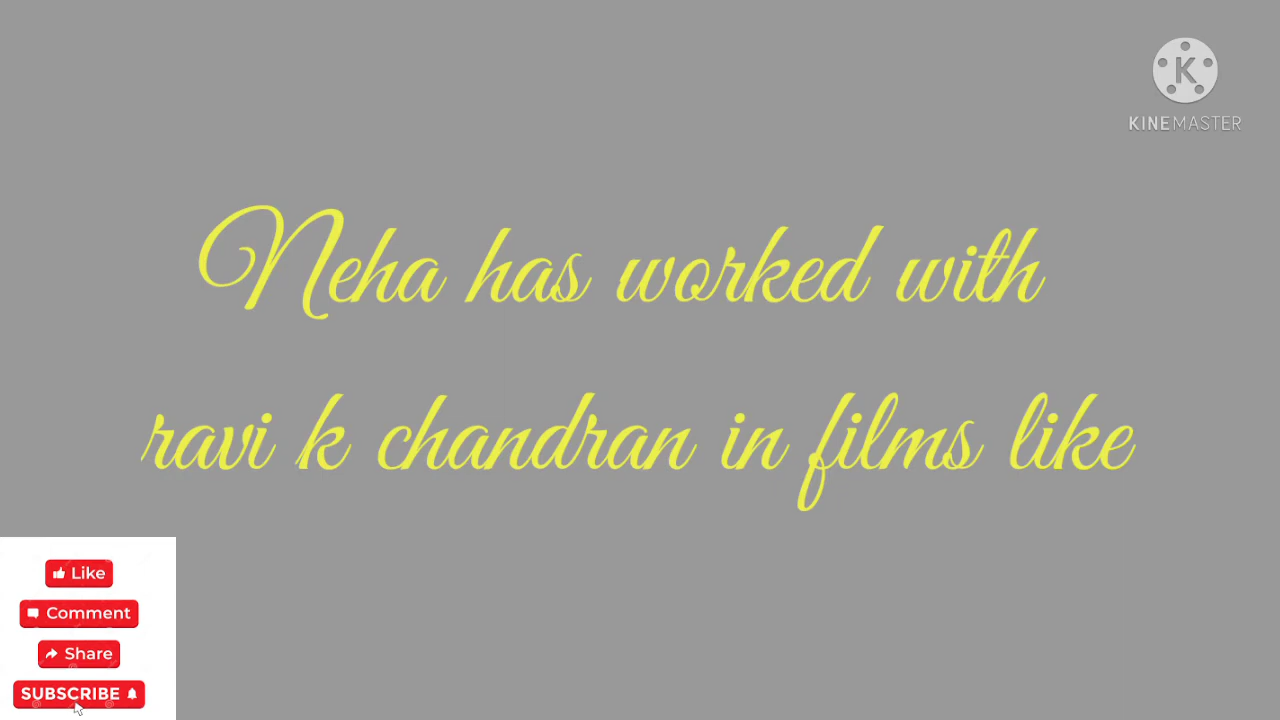 K
KINEMASTER
Neha has worked with
ravi k chandran in films like
Like
Comment
Share
SUBSCRIBE